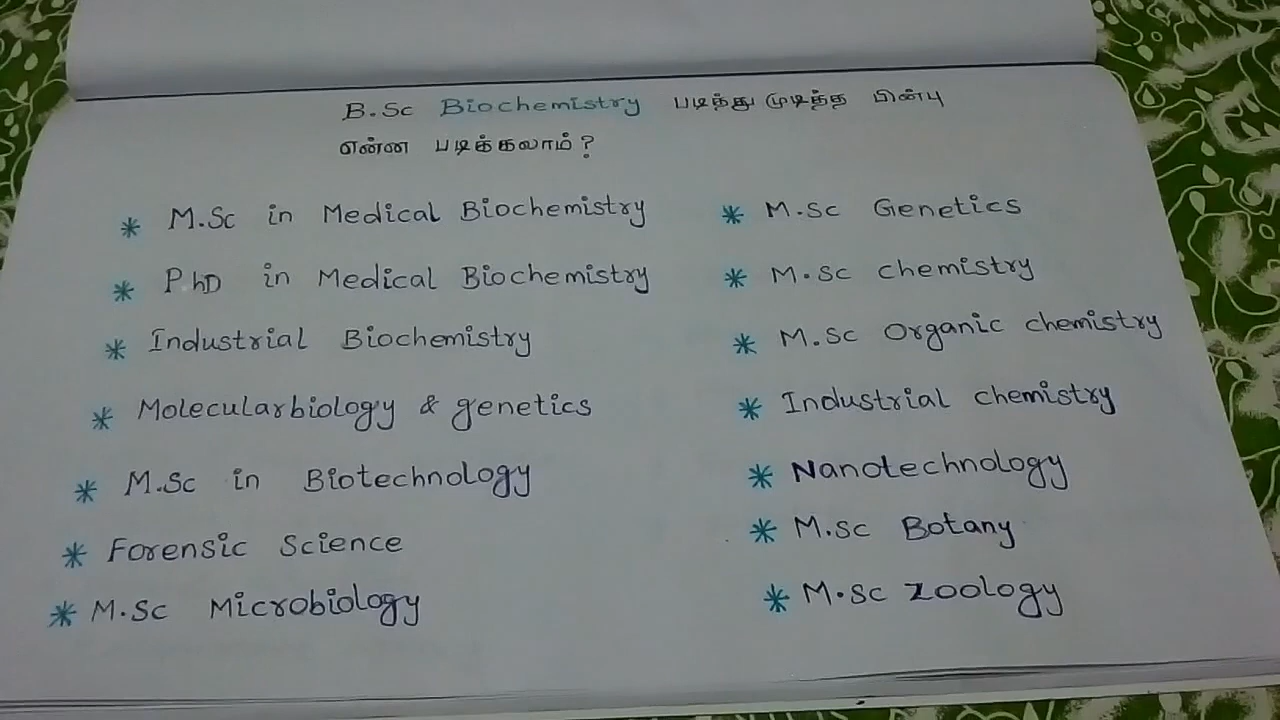 B.Sc Biochemistry படித்து முடித்த பின்பு
என்ன படிக்கலாம்?
* M.Sc in Medical Biochemistry
* PhD in Medical Biochemistry
* Industrial Biochemistry
* Molecularbiology & genetics
* M.Sc in Biotechnology
* Forensic Science
* M.Sc Microbiology
* M.Sc Genetics
* M.Sc chemistry
* M.Sc Organic chemistry
* Industrial chemistry
* Nanotechnology
* M.Sc Botany
* M.Sc Zoology